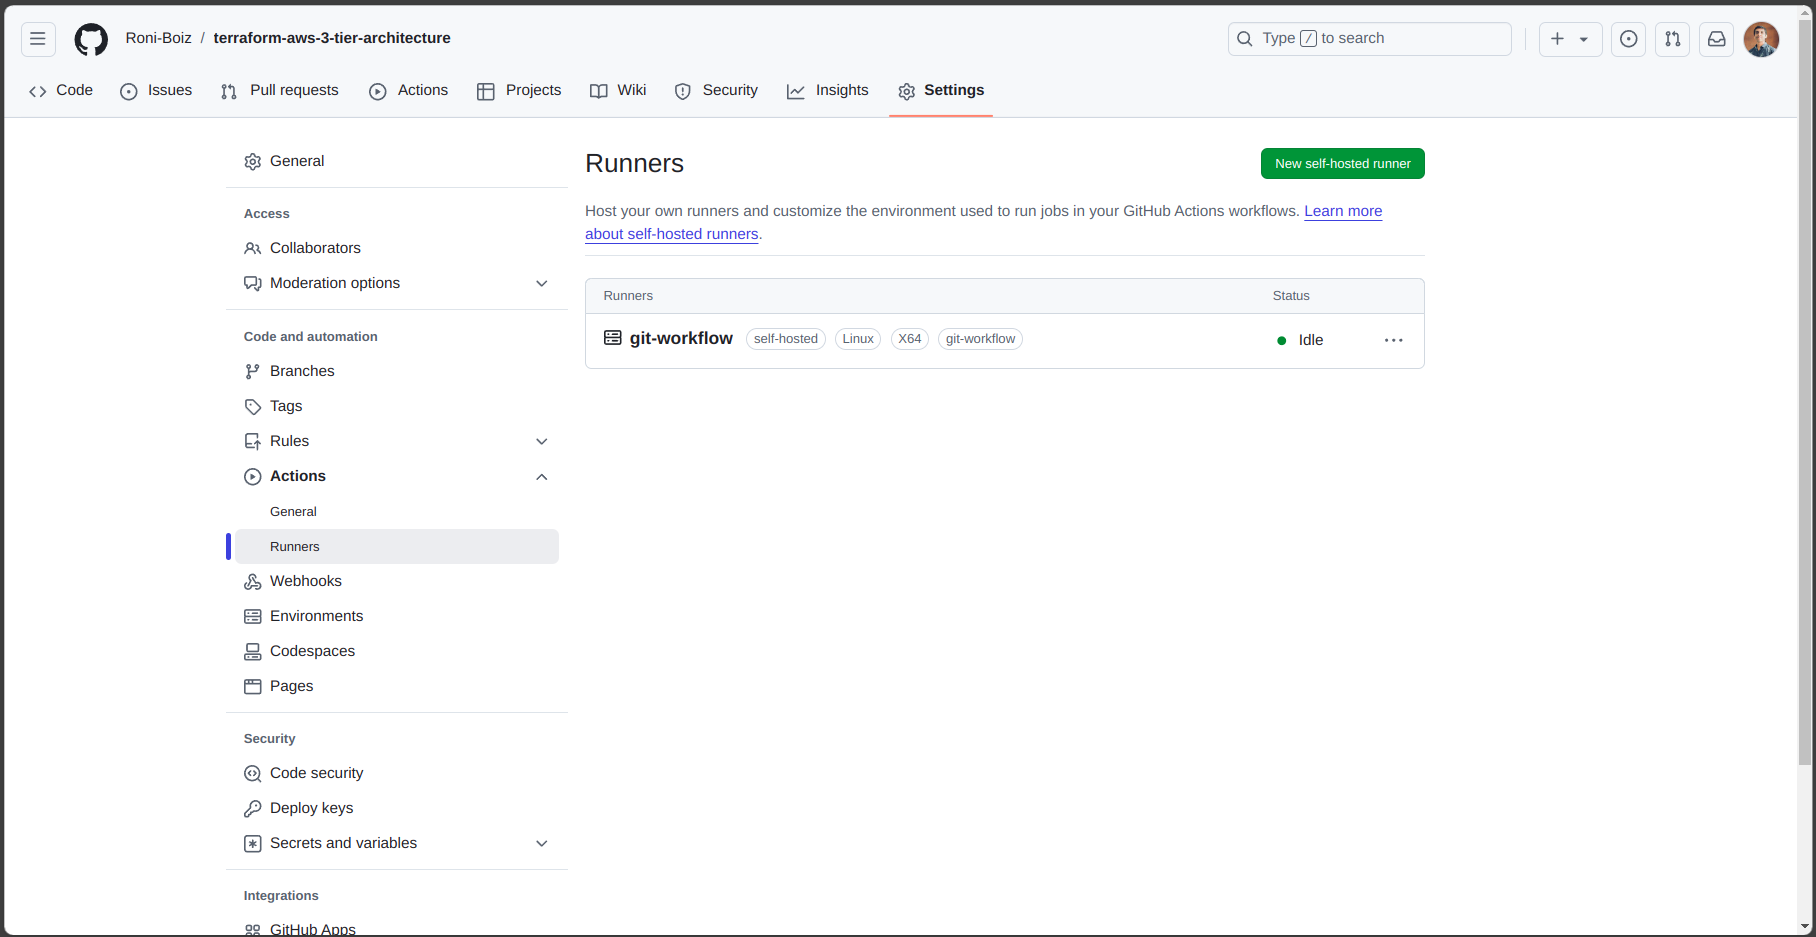 Roni-Boiz / terraform-aws-3-tier-architecture
Type / to search
Code Issues Pull requests Actions Projects Wiki Security Insights Settings
General
Access
Collaborators
Moderation options
Code and automation
Branches
Tags
Rules
Actions
General
Runners
Webhooks
Environments
Codespaces
Pages
Security
Code security
Deploy keys
Secrets and variables
Integrations
GitHub Apps
Runners
New self-hosted runner
Host your own runners and customize the environment used to run jobs in your GitHub Actions workflows. Learn more
about self-hosted runners.
Runners Status
git-workflow self-hosted Linux X64 git-workflow Idle